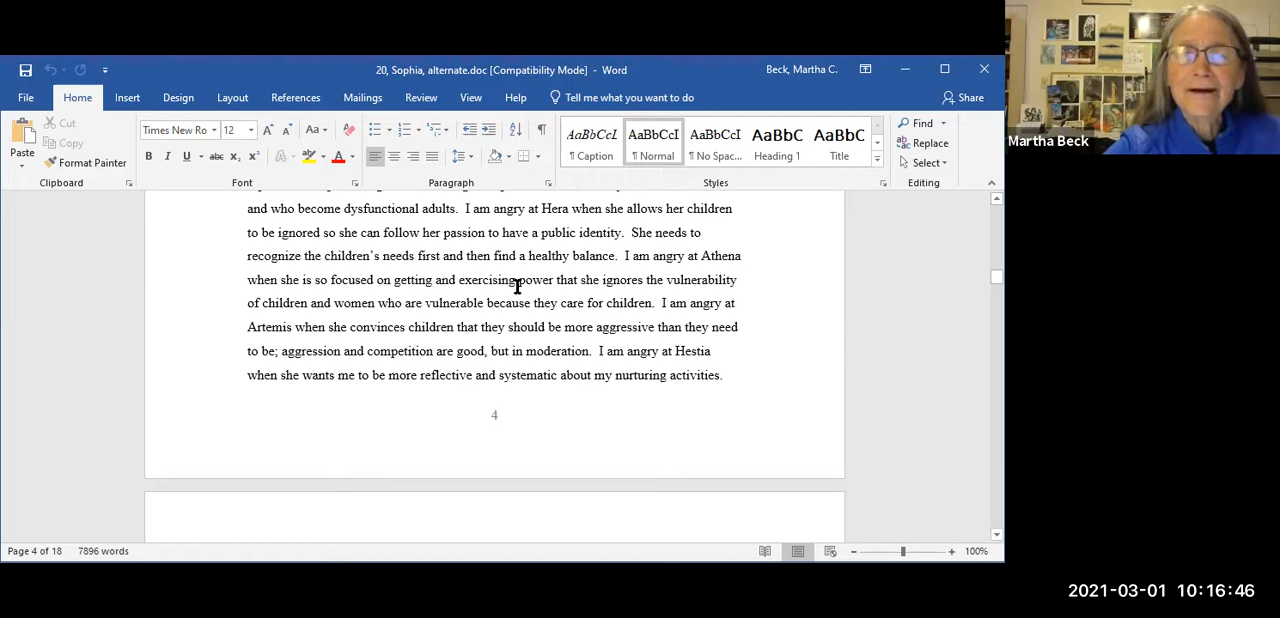 20, Sophia, alternate.doc [Compatibility Mode] - Word
Beck, Martha C.
File Home Insert Design Layout References Mailings Review View Help Tell me what you want to do Share
Paste
Cut
Copy
Format Painter
Clipboard
Times New Ro 12
Aa
B I U abc x₂ x² A A
Font
¶
Paragraph
AaBbCcI AaBbCcI AaBbCcI AaBbC AaBbC
¶ Caption ¶ Normal ¶ No Spac... Heading 1 Title
Styles
Find
Replace
Select
Editing
and who become dysfunctional adults. I am angry at Hera when she allows her children
to be ignored so she can follow her passion to have a public identity. She needs to
recognize the children's needs first and then find a healthy balance. I am angry at Athena
when she is so focused on getting and exercising power that she ignores the vulnerability
of children and women who are vulnerable because they care for children. I am angry at
Artemis when she convinces children that they should be more aggressive than they need
to be; aggression and competition are good, but in moderation. I am angry at Hestia
when she wants me to be more reflective and systematic about my nurturing activities.
4
Page 4 of 18 7896 words
100%
Martha Beck
2021-03-01 10:16:46